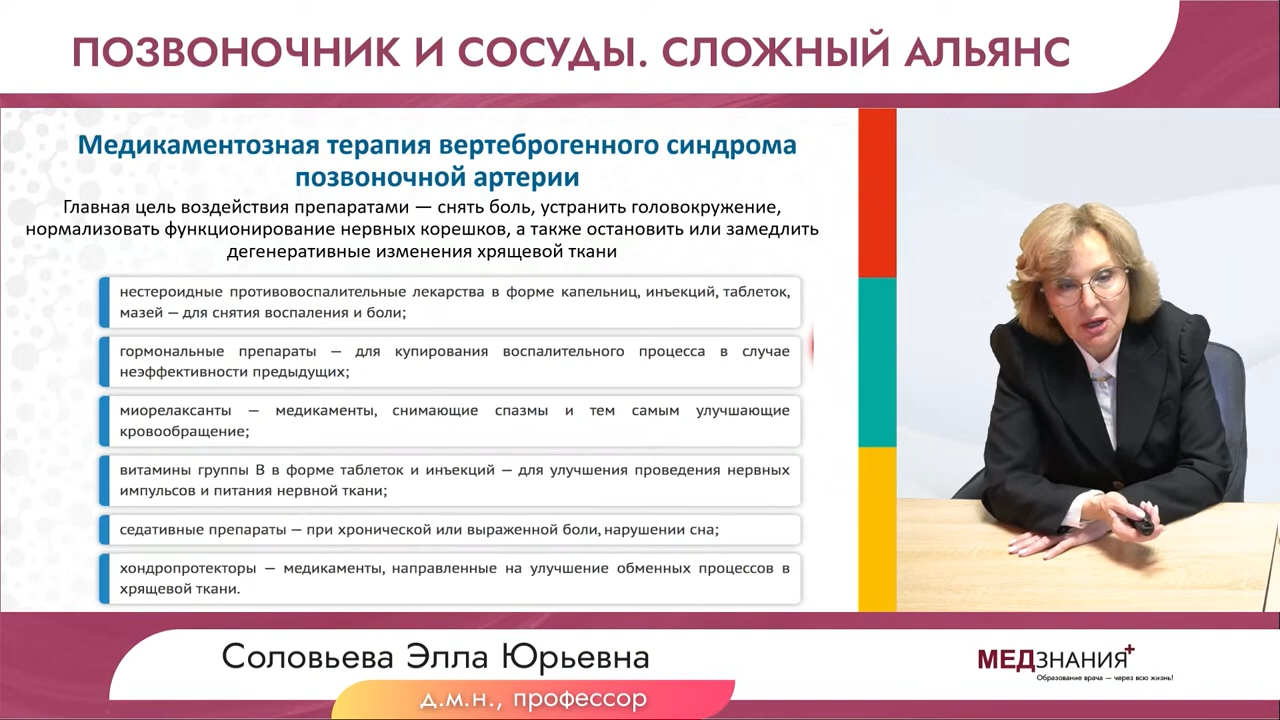 ПОЗВОНОЧНИК И СОСУДЫ. СЛОЖНЫЙ АЛЬЯНС
Медикаментозная терапия вертеброгенного синдрома
позвоночной артерии
Главная цель воздействия препаратами — снять боль, устранить головокружение,
нормализовать функционирование нервных корешков, а также остановить или замедлить
дегенеративные изменения хрящевой ткани
нестероидные противовоспалительные лекарства в форме капельниц, инъекций, таблеток,
мазей — для снятия воспаления и боли;
гормональные препараты — для купирования воспалительного процесса в случае
неэффективности предыдущих;
миорелаксанты — медикаменты, снимающие спазмы и тем самым улучшающие
кровообращение;
витамины группы В в форме таблеток и инъекций — для улучшения проведения нервных
импульсов и питания нервной ткани;
седативные препараты — при хронической или выраженной боли, нарушении сна;
хондропротекторы — медикаменты, направленные на улучшение обменных процессов в
хрящевой ткани.
Соловьева Элла Юрьевна
д.м.н., профессор
МЕДЗНАНИЯ+
Образование врача — через всю жизнь!